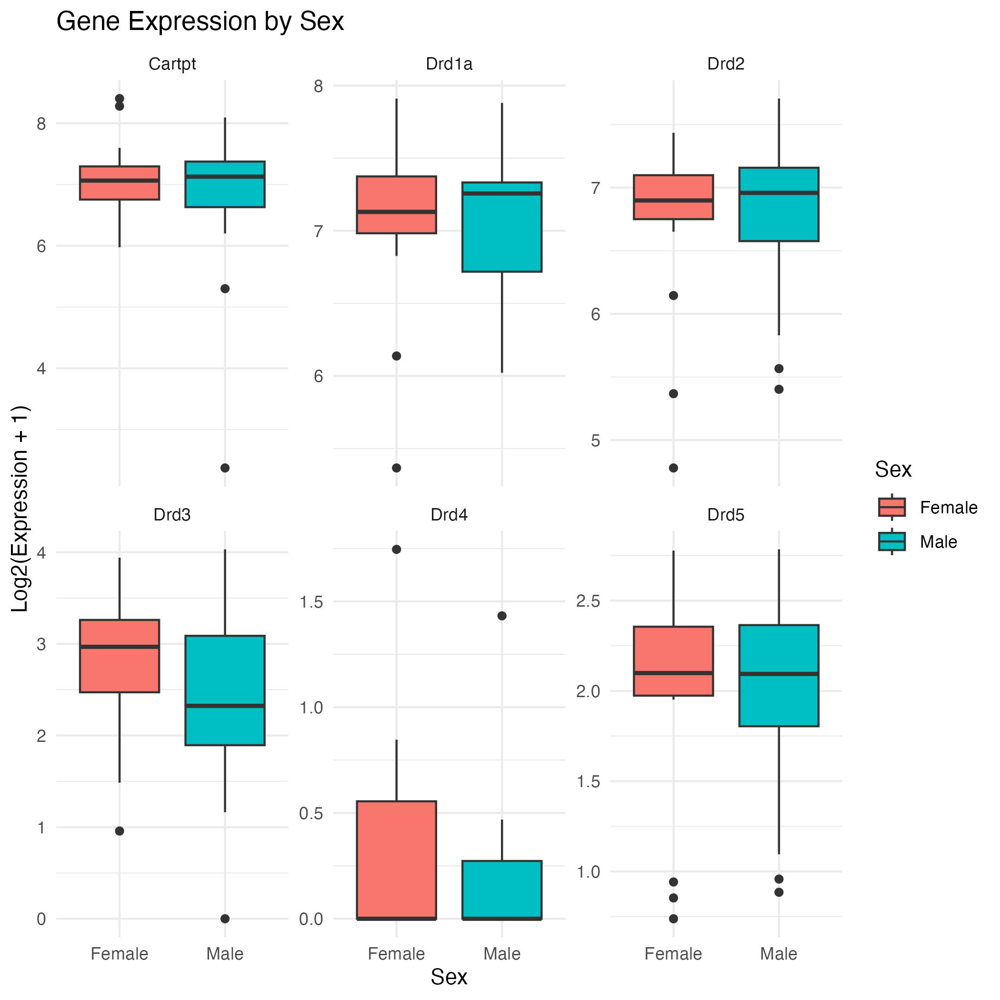 Gene Expression by Sex
Cartpt
Drd1a
Drd2
8
6
4
8
7
6
7
6
5
Log2(Expression + 1)
Drd3
Drd4
Drd5
4
3
2
1
0
1.5
1.0
0.5
0.0
2.5
2.0
1.5
1.0
Female
Male
Female
Male
Female
Male
Sex
Sex
Female
Male